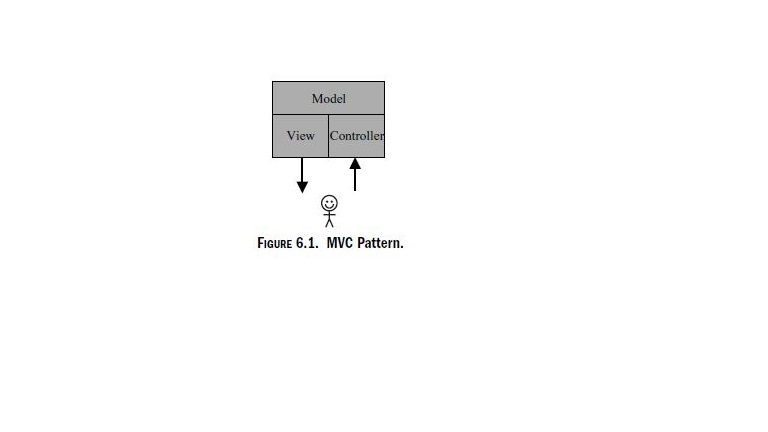 Model
View Controller
FIGURE 6.1. MVC Pattern.